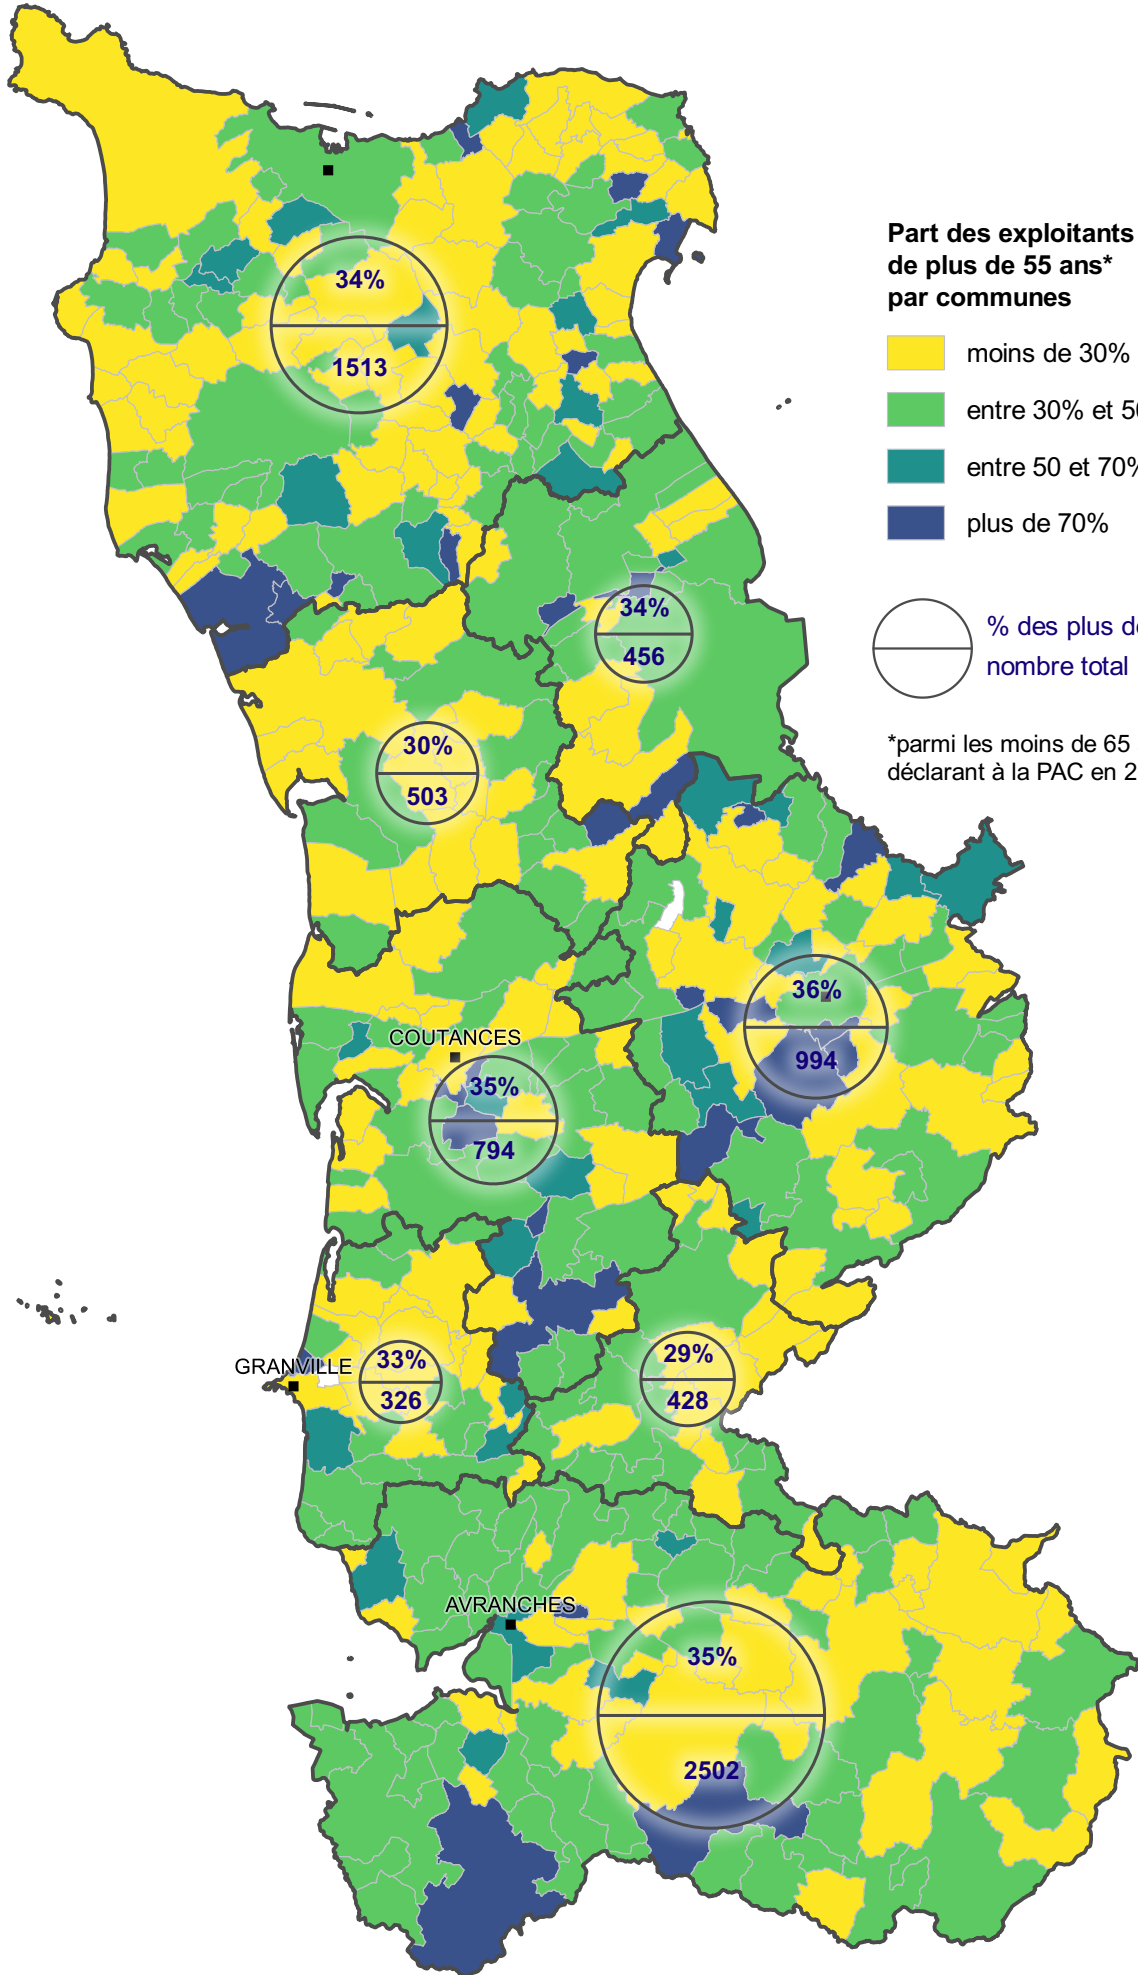 Part des exploitants
de plus de 55 ans*
par communes
moins de 30%
entre 30% et 50
entre 50 et 70%
plus de 70%
% des plus de
nombre total
*parmi les moins de 65
déclarant à la PAC en 2
34%
1513
34%
456
30%
503
36%
994
COUTANCES
35%
794
GRANVILLE
33%
326
29%
428
AVRANCHES
35%
2502